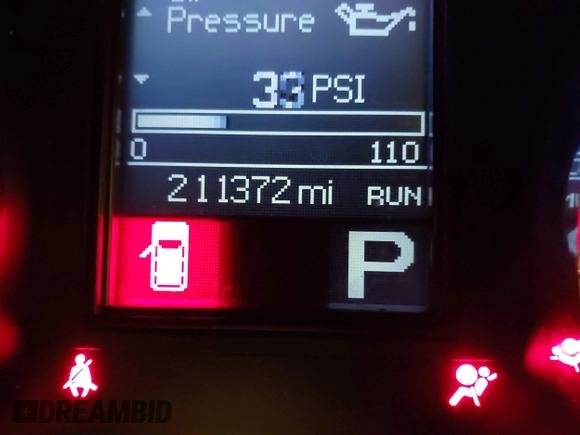 Pressure
33 PSI
0 110
211372 mi RUN
P
DREAMBID